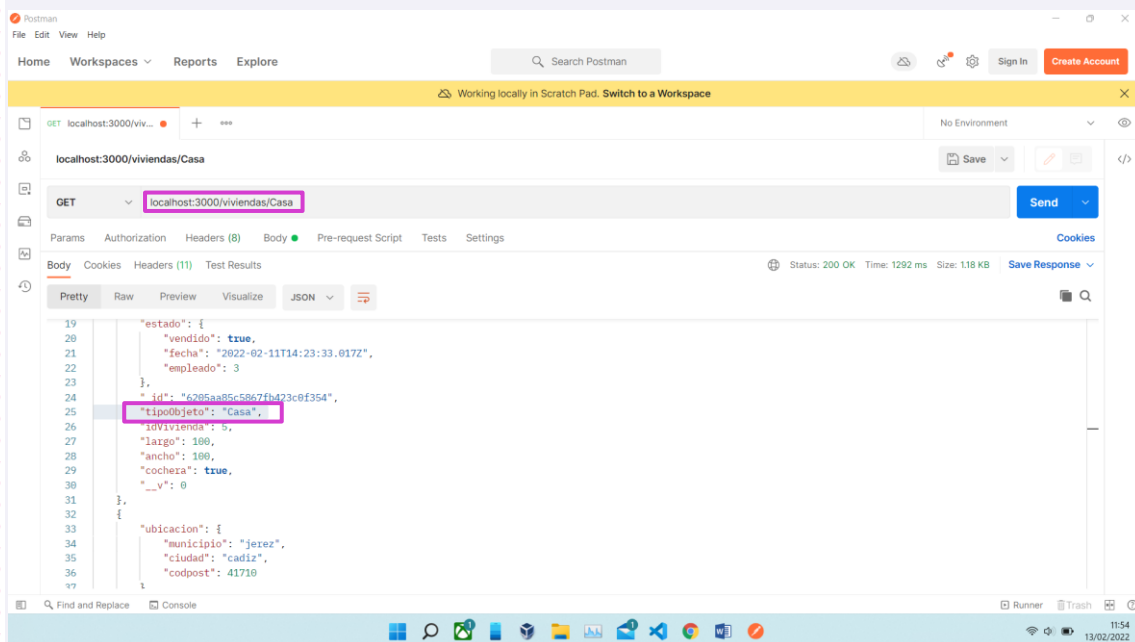 Postman
File Edit View Help
Home Workspaces Reports Explore Search Postman Sign In Create Account
Working locally in Scratch Pad. Switch to a Workspace
GET localhost:3000/viv... No Environment
localhost:3000/viviendas/Casa Save
GET localhost:3000/viviendas/Casa Send
Params Authorization Headers (8) Body Pre-request Script Tests Settings Cookies
Body Cookies Headers (11) Test Results Status: 200 OK Time: 1292 ms Size: 1.18 KB Save Response
Pretty Raw Preview Visualize JSON
19 "estado": {
20 "vendido": true,
21 "fecha": "2022-02-11T14:23:33.017Z",
22 "empleado": 3
23 },
24 "_id": "6205aa85c5867fb423c0f354",
25 "tipoObjeto": "Casa",
26 "idVivienda": 5,
27 "largo": 100,
28 "ancho": 100,
29 "cochera": true,
30 "__v": 0
31 },
32 {
33 "ubicacion": {
34 "municipio": "jerez",
35 "ciudad": "cadiz",
36 "codpost": 41710
37 }
Find and Replace Console Runner Trash
11:54
13/02/2022